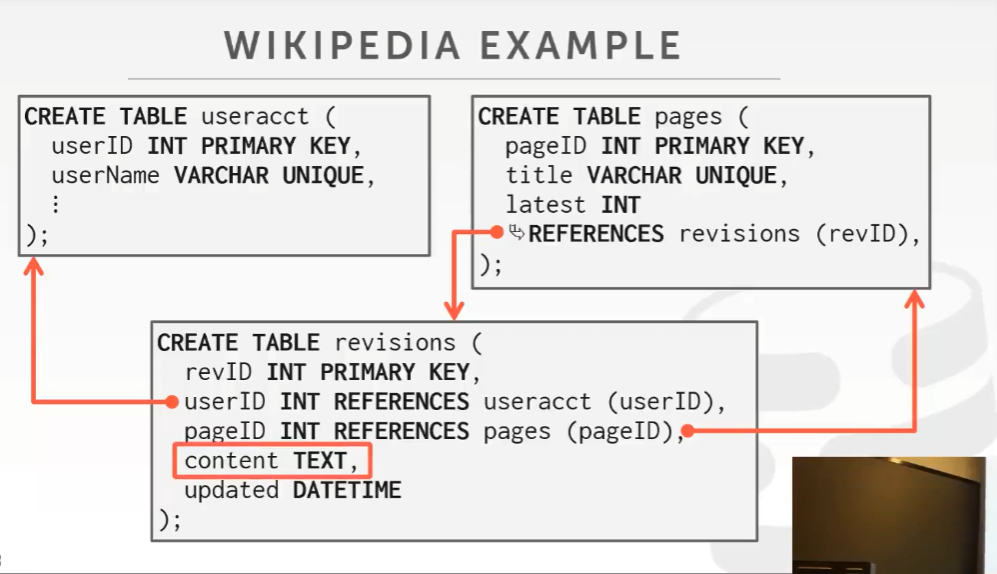 WIKIPEDIA EXAMPLE
CREATE TABLE useracct (
userID INT PRIMARY KEY,
userName VARCHAR UNIQUE,
⋮
);
CREATE TABLE pages (
pageID INT PRIMARY KEY,
title VARCHAR UNIQUE,
latest INT
↳REFERENCES revisions (revID),
);
CREATE TABLE revisions (
revID INT PRIMARY KEY,
userID INT REFERENCES useracct (userID),
pageID INT REFERENCES pages (pageID),
content TEXT,
updated DATETIME
);